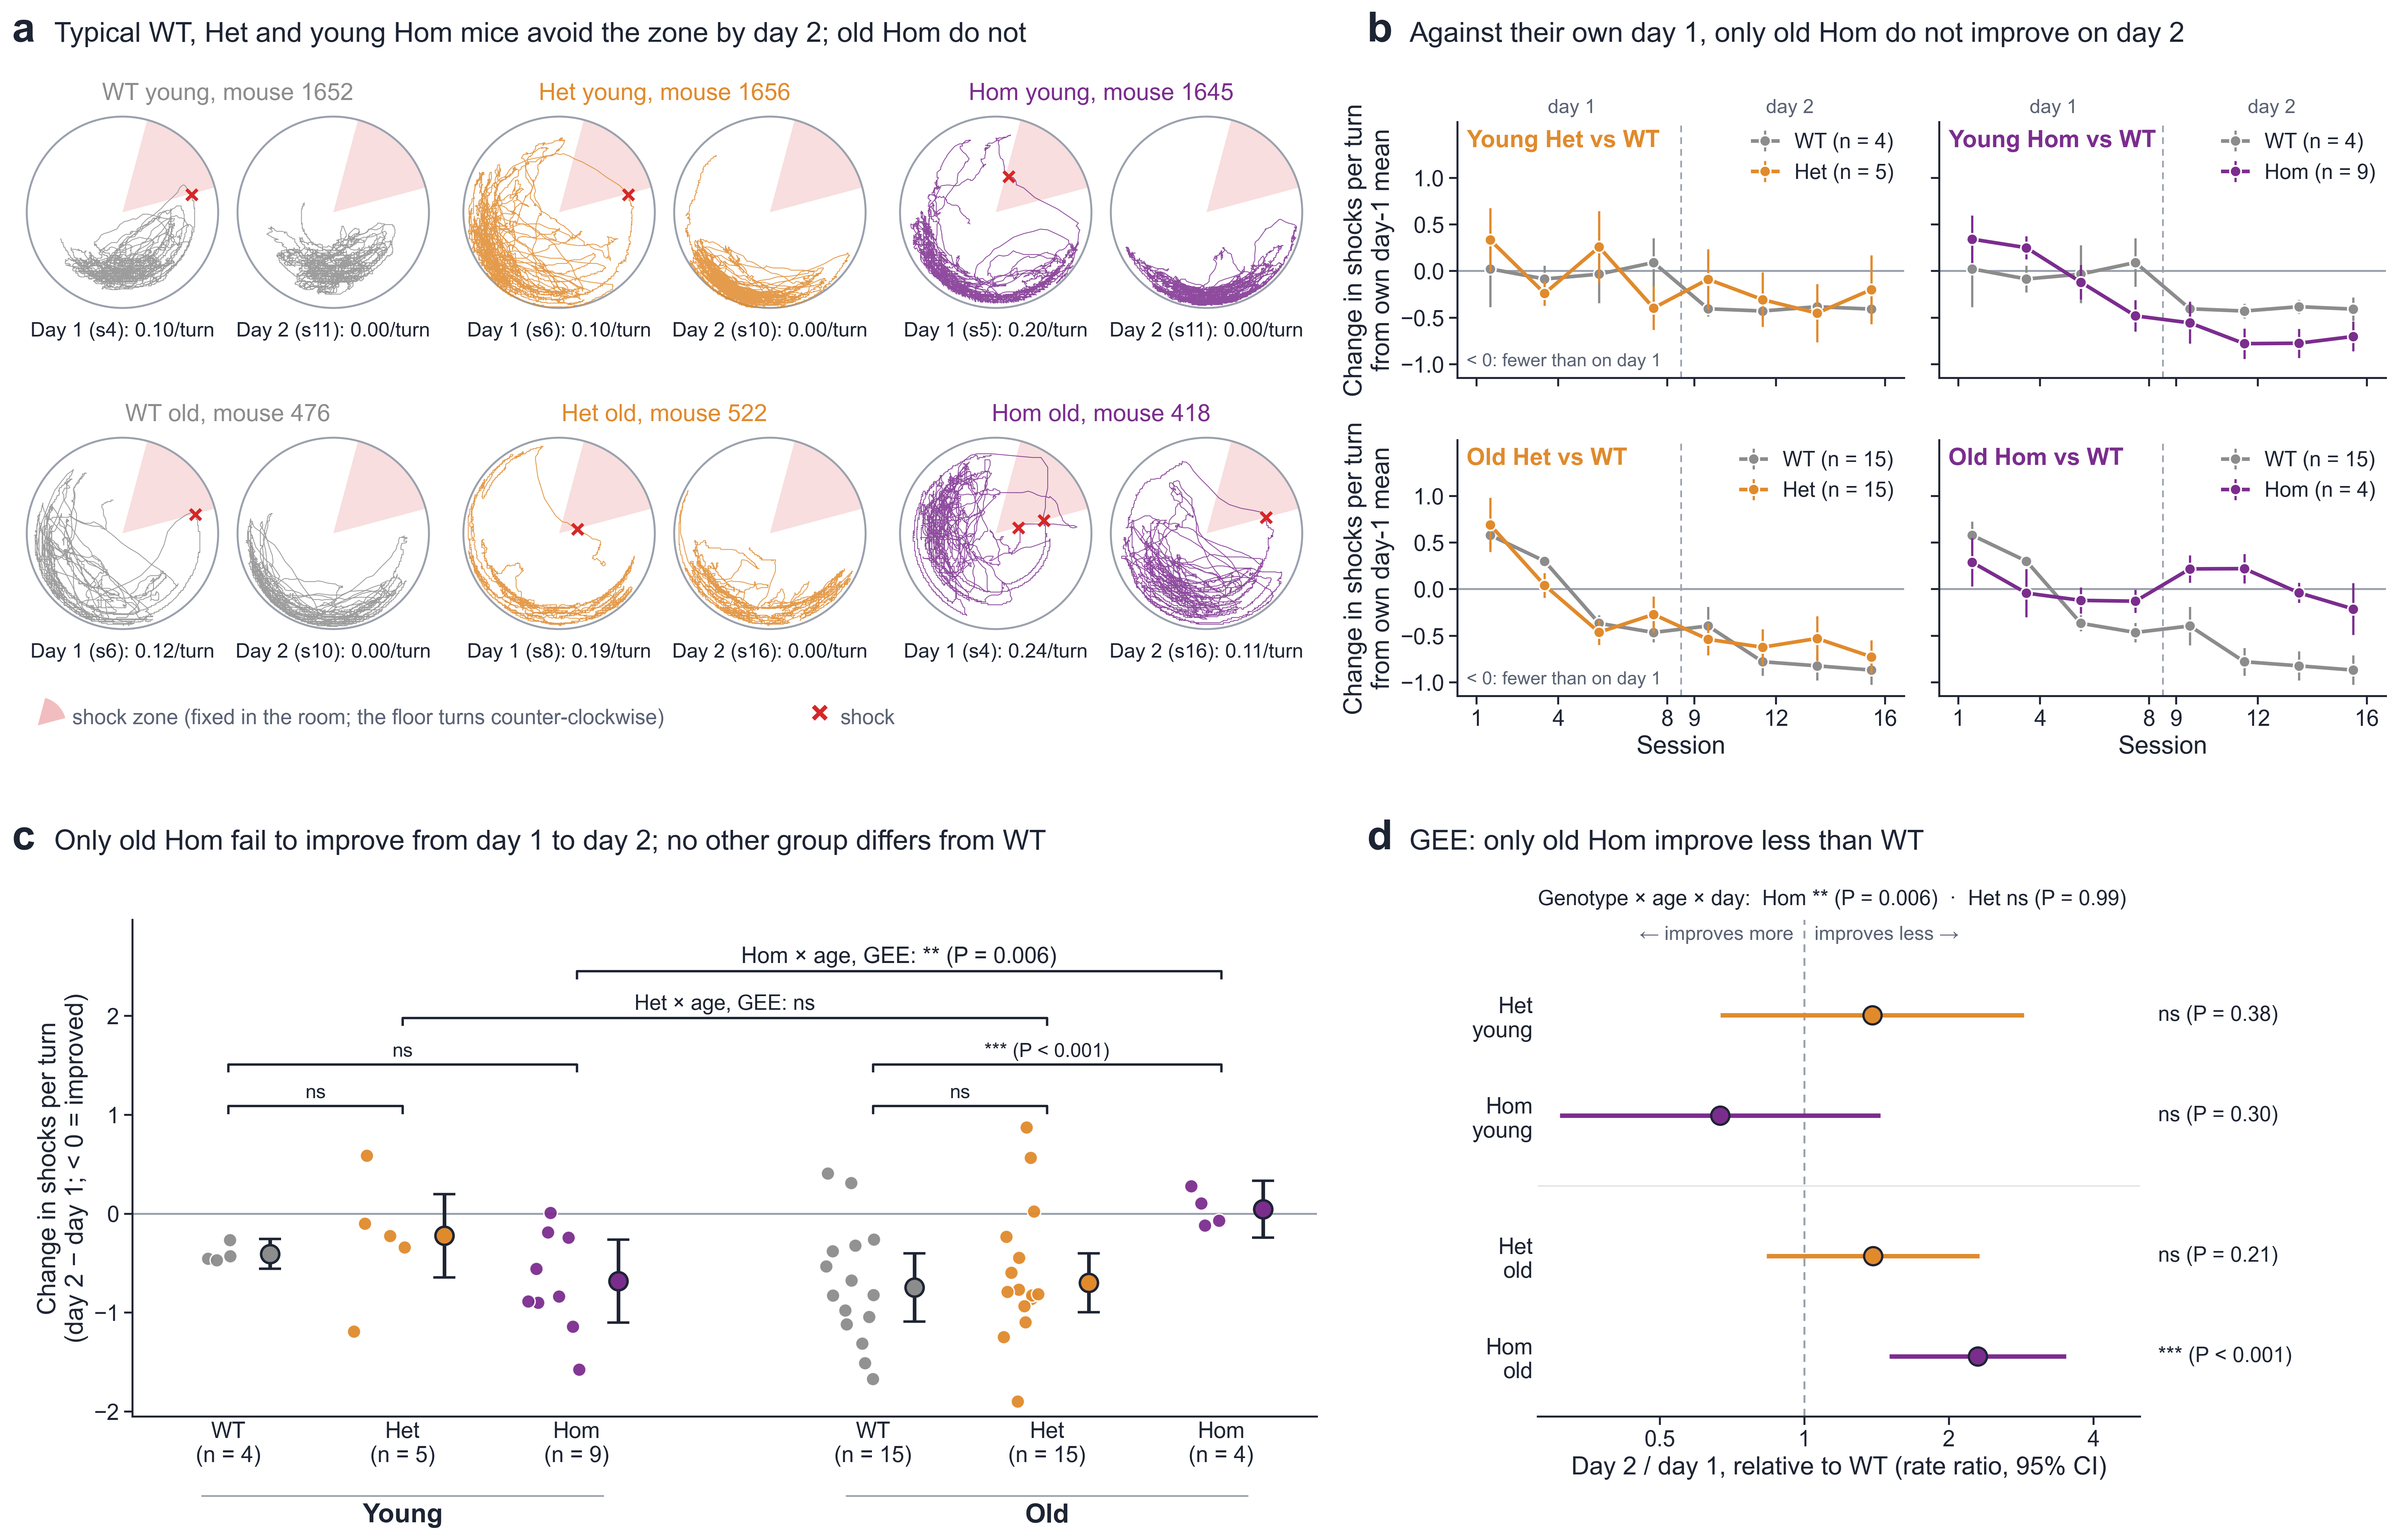 a Typical WT, Het and young Hom mice avoid the zone by day 2; old Hom do not
WT young, mouse 1652
Het young, mouse 1656
Hom young, mouse 1645
Day 1 (s4): 0.10/turn
Day 2 (s11): 0.00/turn
Day 1 (s6): 0.10/turn
Day 2 (s10): 0.00/turn
Day 1 (s5): 0.20/turn
Day 2 (s11): 0.00/turn
WT old, mouse 476
Het old, mouse 522
Hom old, mouse 418
Day 1 (s6): 0.12/turn
Day 2 (s10): 0.00/turn
Day 1 (s8): 0.19/turn
Day 2 (s16): 0.00/turn
Day 1 (s4): 0.24/turn
Day 2 (s16): 0.11/turn
shock zone (fixed in the room; the floor turns counter-clockwise)
shock
b Against their own day 1, only old Hom do not improve on day 2
day 1
day 2
day 1
day 2
Change in shocks per turn
from own day-1 mean
1.0
0.5
0.0
−0.5
−1.0
Young Het vs WT
WT (n = 4)
Het (n = 5)
< 0: fewer than on day 1
Young Hom vs WT
WT (n = 4)
Hom (n = 9)
Change in shocks per turn
from own day-1 mean
1.0
0.5
0.0
−0.5
−1.0
Old Het vs WT
WT (n = 15)
Het (n = 15)
< 0: fewer than on day 1
1 4 8 9 12 16
Session
Old Hom vs WT
WT (n = 15)
Hom (n = 4)
1 4 8 9 12 16
Session
c Only old Hom fail to improve from day 1 to day 2; no other group differs from WT
Change in shocks per turn
(day 2 − day 1; < 0 = improved)
2
1
0
−1
−2
Hom × age, GEE: ** (P = 0.006)
Het × age, GEE: ns
ns
*** (P < 0.001)
ns
ns
WT
(n = 4)
Het
(n = 5)
Hom
(n = 9)
WT
(n = 15)
Het
(n = 15)
Hom
(n = 4)
Young
Old
d GEE: only old Hom improve less than WT
Genotype × age × day: Hom ** (P = 0.006) · Het ns (P = 0.99)
← improves more
improves less →
Het
young
ns (P = 0.38)
Hom
young
ns (P = 0.30)
Het
old
ns (P = 0.21)
Hom
old
*** (P < 0.001)
0.5 1 2 4
Day 2 / day 1, relative to WT (rate ratio, 95% CI)